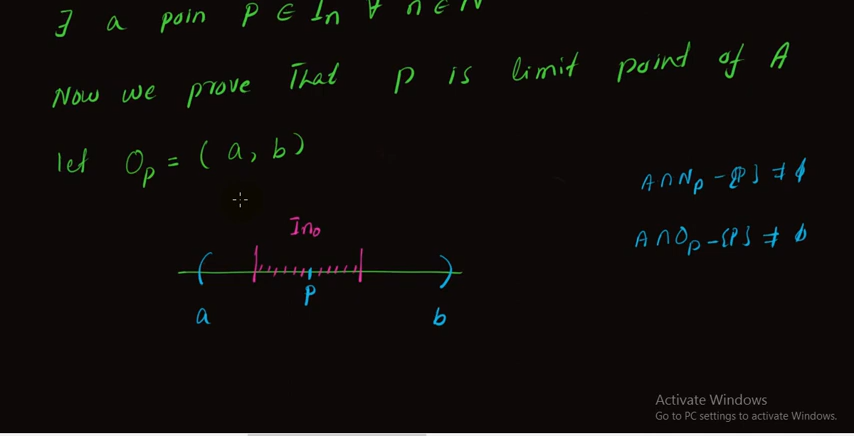 ∃ a poin P ∈ In ∀ n ∈ N
Now we prove That p is limit point of A
let Op = (a, b)
A ∩ Np - {P} ≠ ϕ
A ∩ Op - {P} ≠ ϕ
In₀
P
a b
Activate Windows
Go to PC settings to activate Windows.